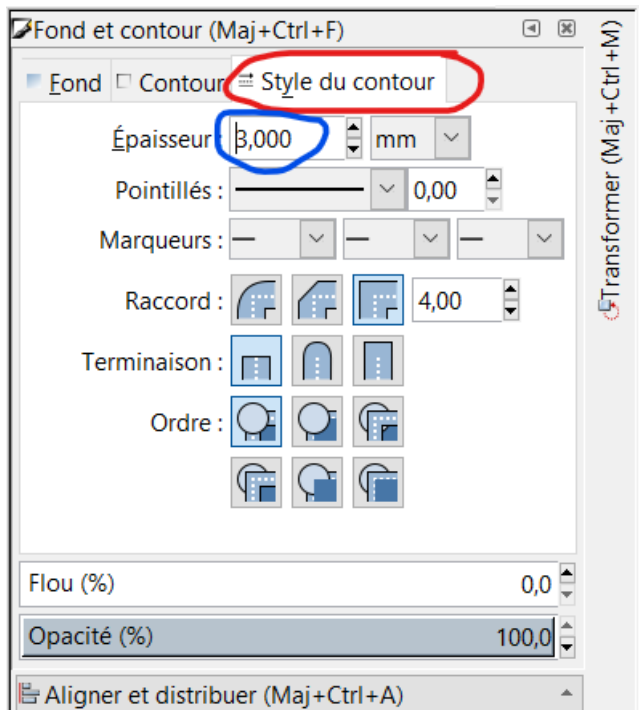 Fond et contour (Maj+Ctrl+F)
Fond Contour Style du contour
Épaisseur : 3,000 mm
Pointillés : 0,00
Marqueurs :
Raccord : 4,00
Terminaison :
Ordre :
Flou (%) 0,0
Opacité (%) 100,0
Aligner et distribuer (Maj+Ctrl+A)
Transformer (Maj+Ctrl+M)